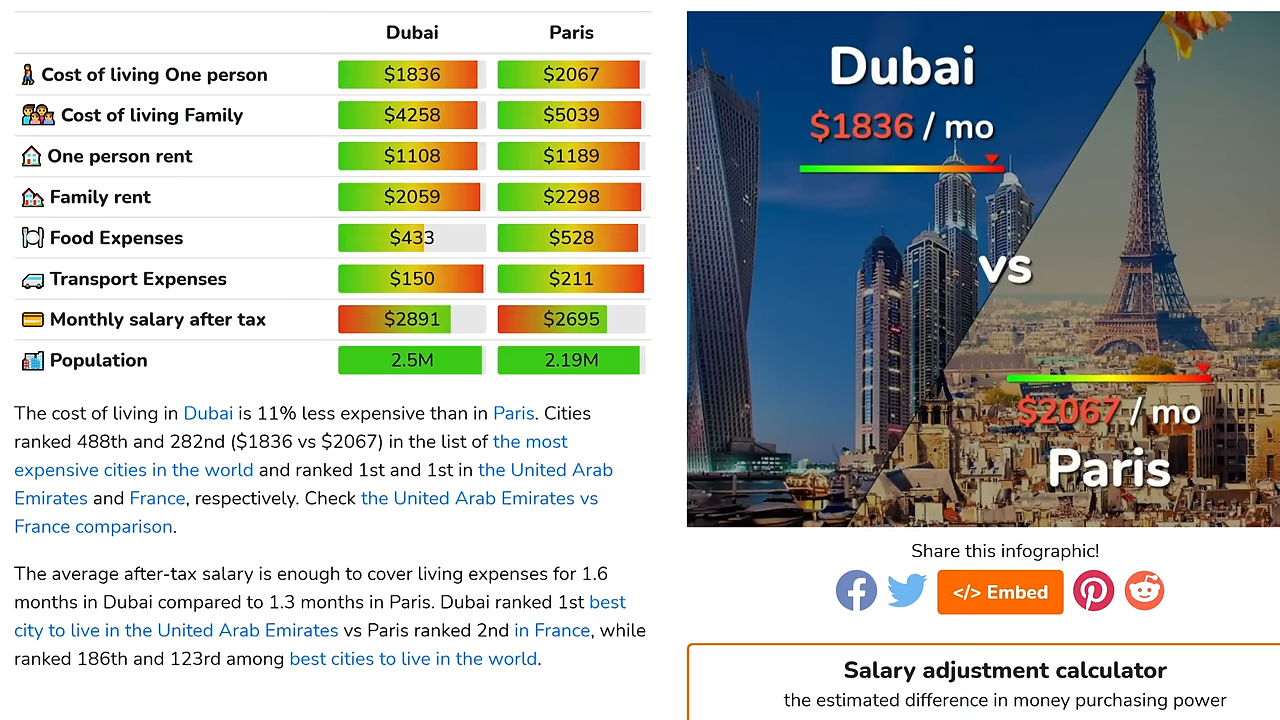 Dubai Paris
Cost of living One person $1836 $2067
Cost of living Family $4258 $5039
One person rent $1108 $1189
Family rent $2059 $2298
Food Expenses $433 $528
Transport Expenses $150 $211
Monthly salary after tax $2891 $2695
Population 2.5M 2.19M
The cost of living in Dubai is 11% less expensive than in Paris. Cities
ranked 488th and 282nd ($1836 vs $2067) in the list of the most
expensive cities in the world and ranked 1st and 1st in the United Arab
Emirates and France, respectively. Check the United Arab Emirates vs
France comparison.
The average after-tax salary is enough to cover living expenses for 1.6
months in Dubai compared to 1.3 months in Paris. Dubai ranked 1st best
city to live in the United Arab Emirates vs Paris ranked 2nd in France, while
ranked 186th and 123rd among best cities to live in the world.
Dubai
$1836 / mo
vs
$2067 / mo
Paris
Share this infographic!
</> Embed
Salary adjustment calculator
the estimated difference in money purchasing power